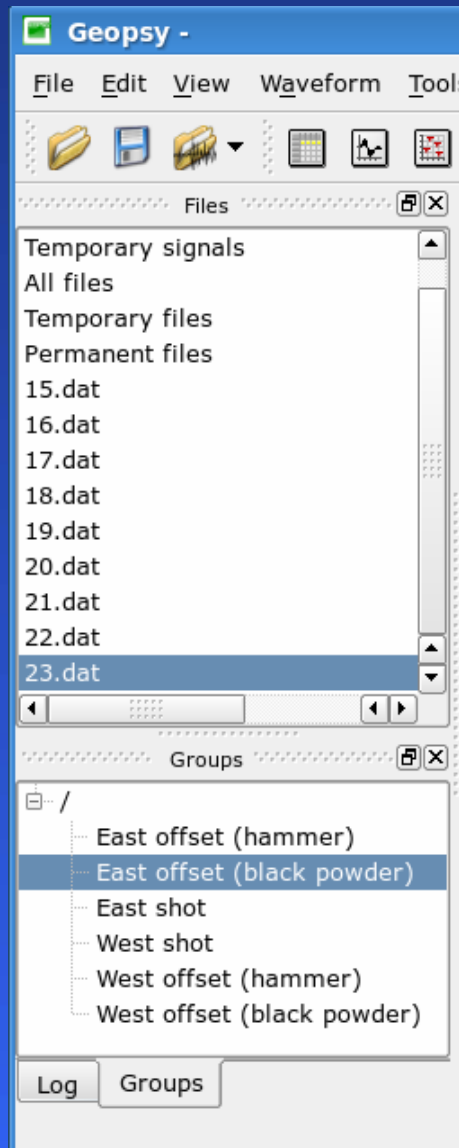 Geopsy -
File Edit View Waveform Tool
Files
Temporary signals
All files
Temporary files
Permanent files
15.dat
16.dat
17.dat
18.dat
19.dat
20.dat
21.dat
22.dat
23.dat
Groups
/
East offset (hammer)
East offset (black powder)
East shot
West shot
West offset (hammer)
West offset (black powder)
Log Groups